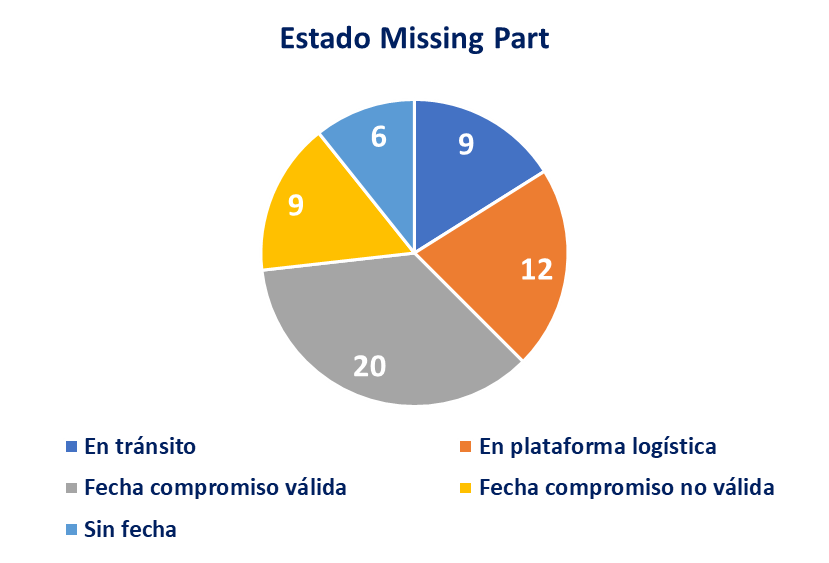 Estado Missing Part
6
9
9
12
20
En tránsito
En plataforma logística
Fecha compromiso válida
Fecha compromiso no válida
Sin fecha